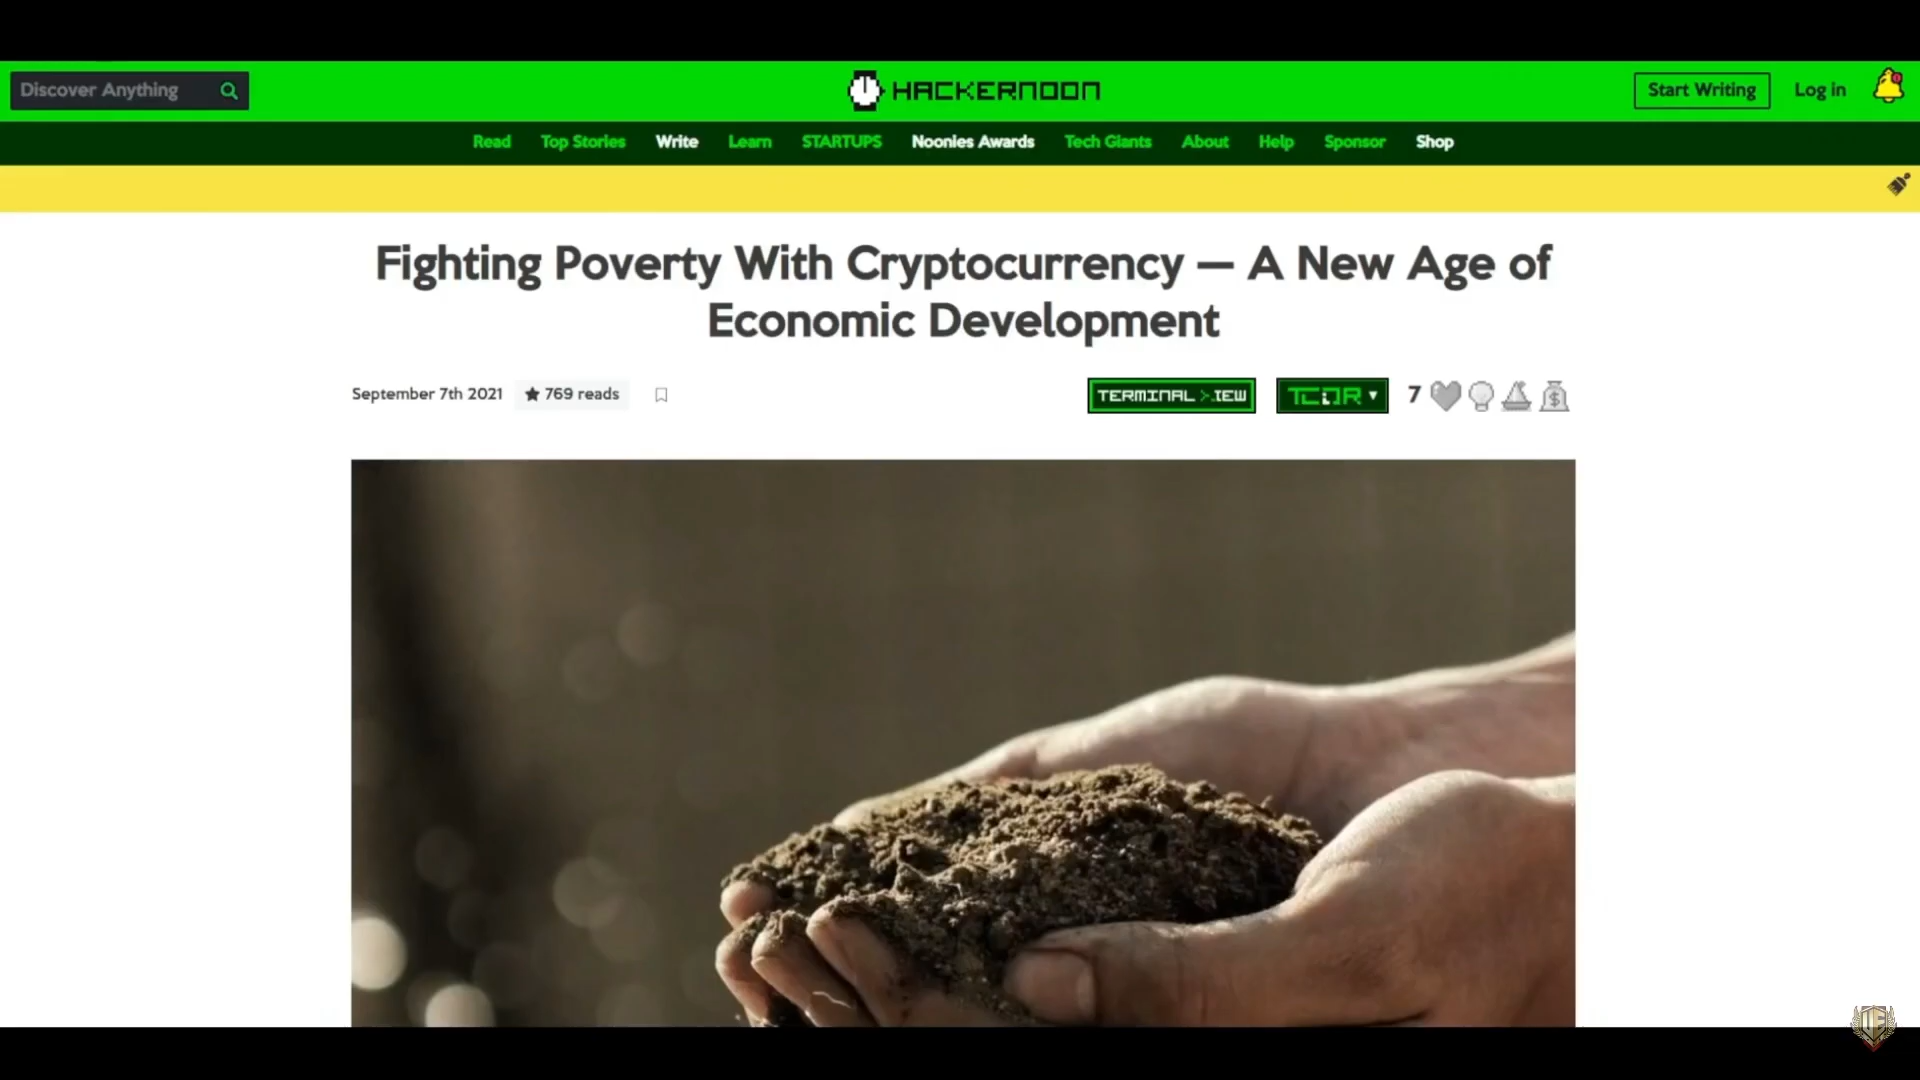 Discover Anything
HACKERNOON
Start Writing
Log in
Read Top Stories Write Learn STARTUPS Noonies Awards Tech Giants About Help Sponsor Shop
Fighting Poverty With Cryptocurrency — A New Age of
Economic Development
September 7th 2021
769 reads
TERMINAL
7